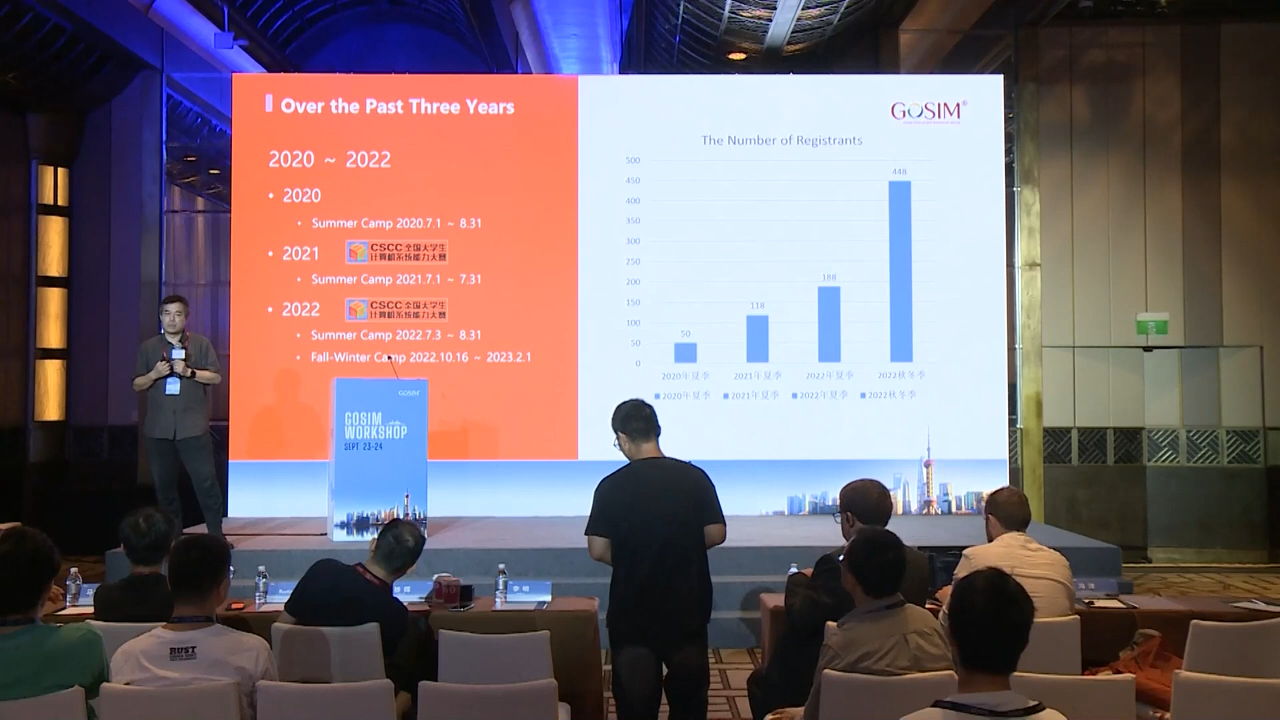 Over the Past Three Years
2020 ~ 2022
• 2020
• Summer Camp 2020.7.1 ~ 8.31
• 2021
CSCC 全国大学生
计算机系统能力大赛
• Summer Camp 2021.7.1 ~ 7.31
• 2022
CSCC 全国大学生
计算机系统能力大赛
• Summer Camp 2022.7.3 ~ 8.31
• Fall-Winter Camp 2022.10.16 ~ 2023.2.1
GOSIM
The Number of Registrants
500
450
400
350
300
250
200
150
100
50
0
50
118
188
448
2020年夏季 2021年夏季 2022年夏季 2022秋冬季
2020年夏季 2021年夏季 2022年夏季 2022秋冬季
GOSIM
GOSIM
WORKSHOP
SEPT. 23-24
李明
RUST